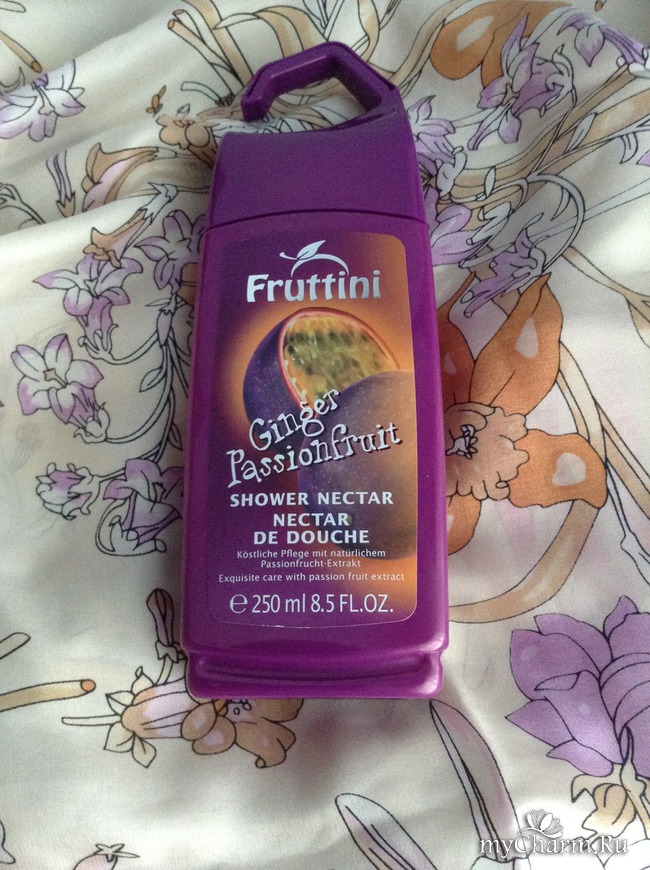 Fruttini
Ginger
Passionfruit
SHOWER NECTAR
NECTAR
DE DOUCHE
Köstliche Pflege mit natürlichem
Passionfrucht-Extrakt
Exquisite care with passion fruit extract
℮ 250 ml 8.5 FL.OZ.
myCharm.Ru